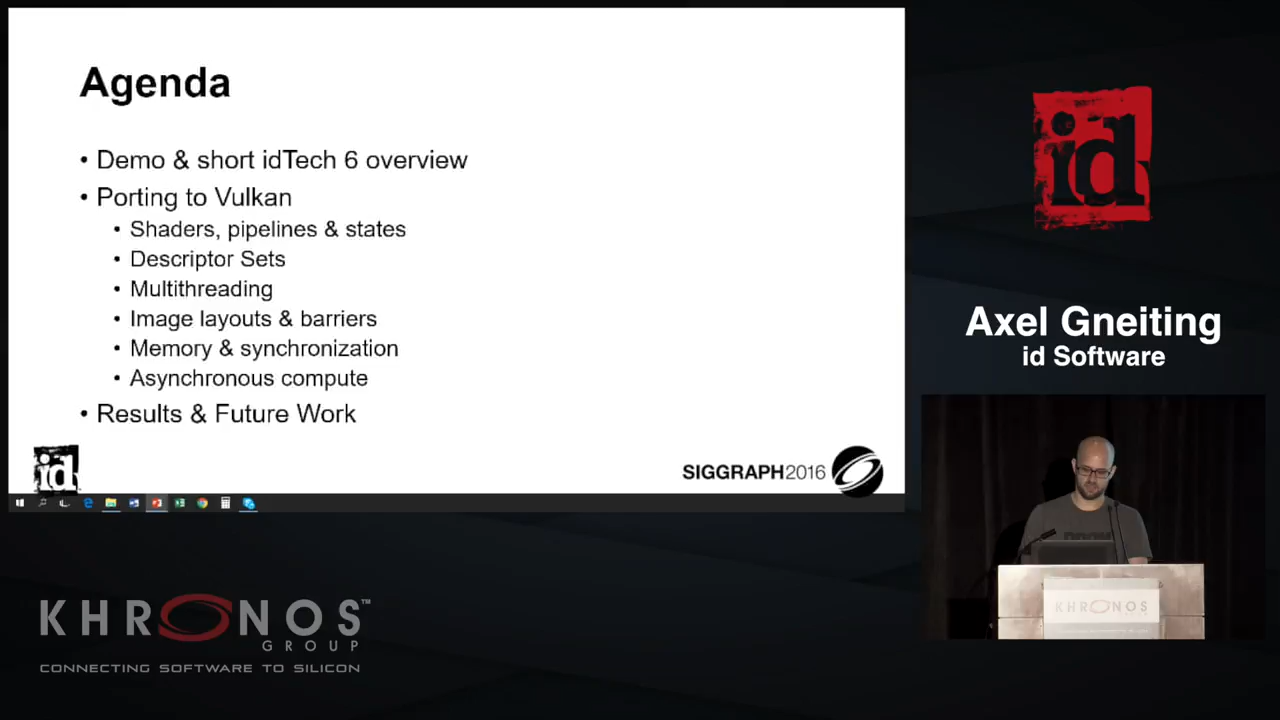 Agenda
• Demo & short idTech 6 overview
• Porting to Vulkan
• Shaders, pipelines & states
• Descriptor Sets
• Multithreading
• Image layouts & barriers
• Memory & synchronization
• Asynchronous compute
• Results & Future Work
id
SIGGRAPH2016
id
Axel Gneiting
id Software
DOOM
KHRONOS
KHRONOS™
GROUP
CONNECTING SOFTWARE TO SILICON